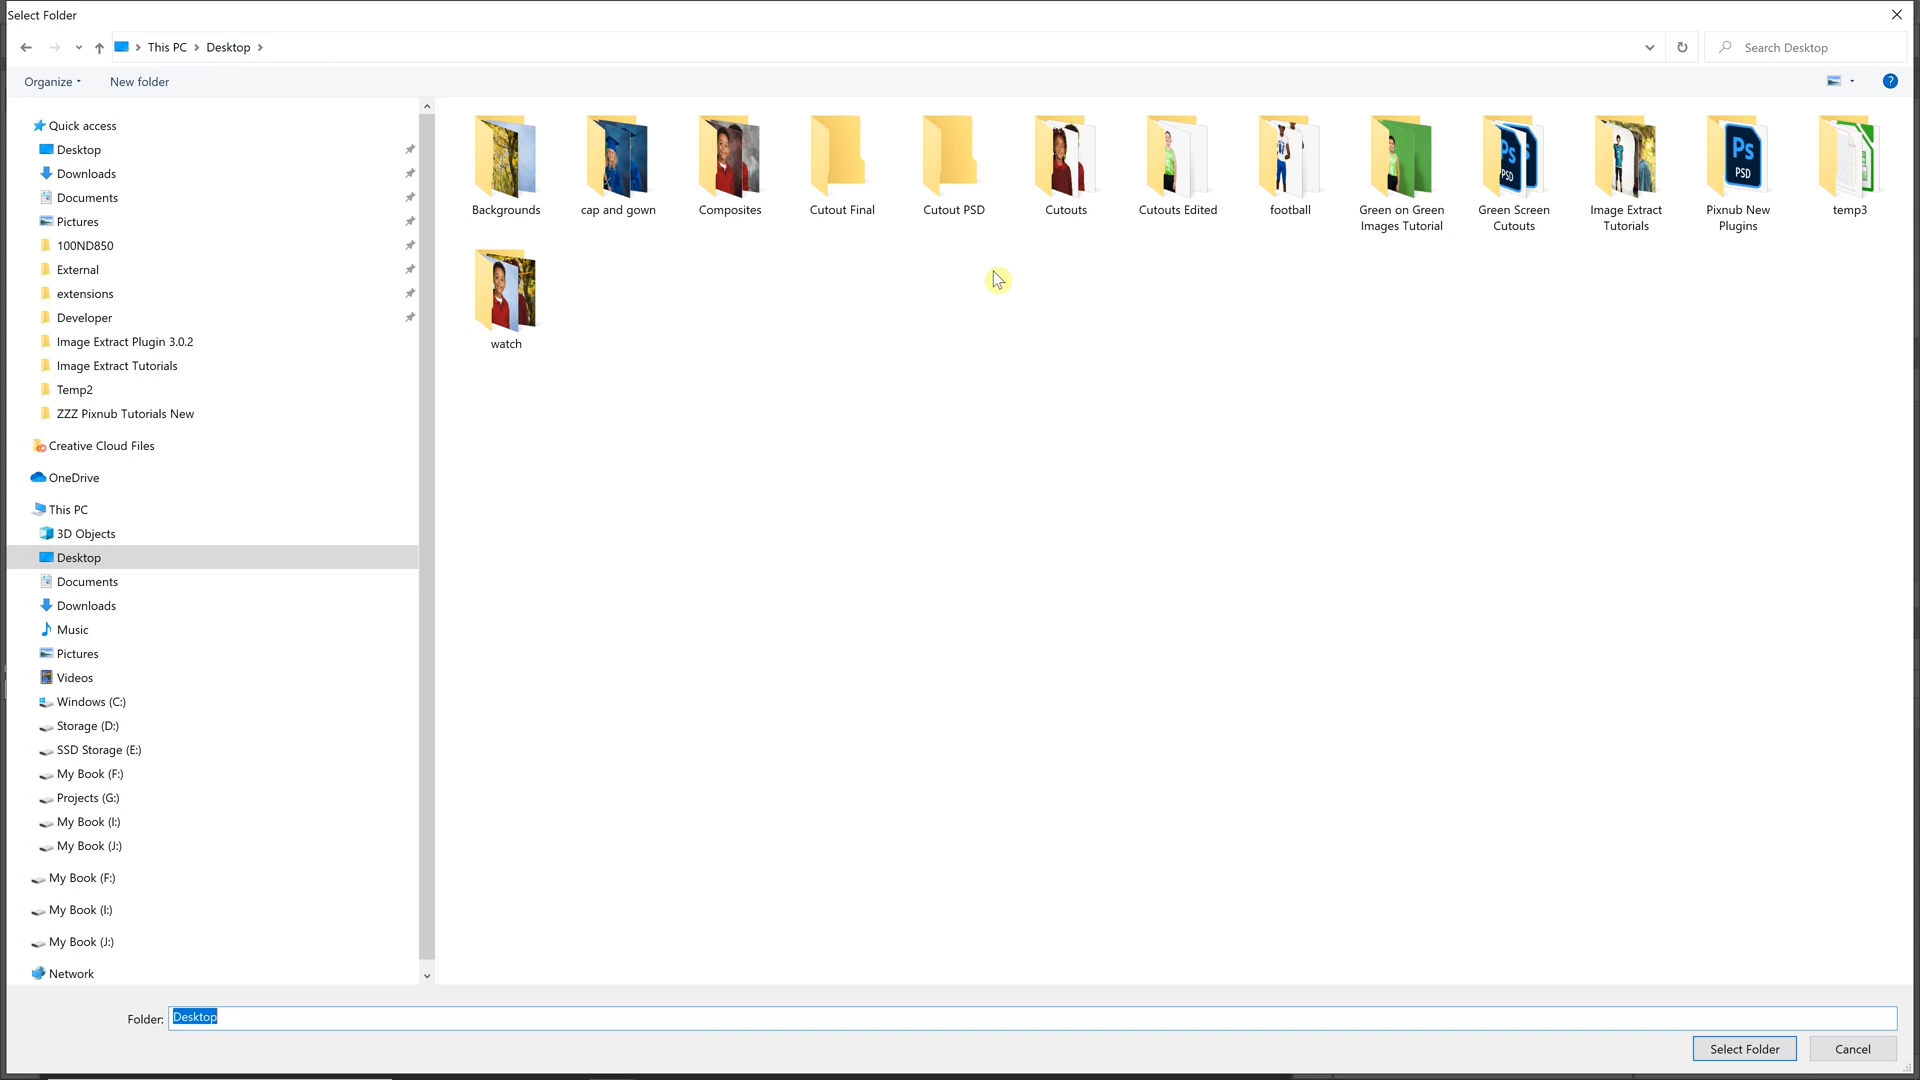 Select Folder
This PC
Desktop
Search Desktop
Organize
New folder
?
Quick access
Desktop
Downloads
Documents
Pictures
100ND850
External
extensions
Developer
Image Extract Plugin 3.0.2
Image Extract Tutorials
Temp2
ZZZ Pixnub Tutorials New
Creative Cloud Files
OneDrive
This PC
3D Objects
Desktop
Documents
Downloads
Music
Pictures
Videos
Windows (C:)
Storage (D:)
SSD Storage (E:)
My Book (F:)
Projects (G:)
My Book (I:)
My Book (J:)
My Book (F:)
My Book (I:)
My Book (J:)
Network
Backgrounds
cap and gown
Composites
Cutout Final
Cutout PSD
Cutouts
Cutouts Edited
football
Green on Green
Images Tutorial
Ps
PSD
Green Screen
Cutouts
Image Extract
Tutorials
Ps
PSD
Pixnub New
Plugins
temp3
watch
Folder:
Desktop
Select Folder
Cancel